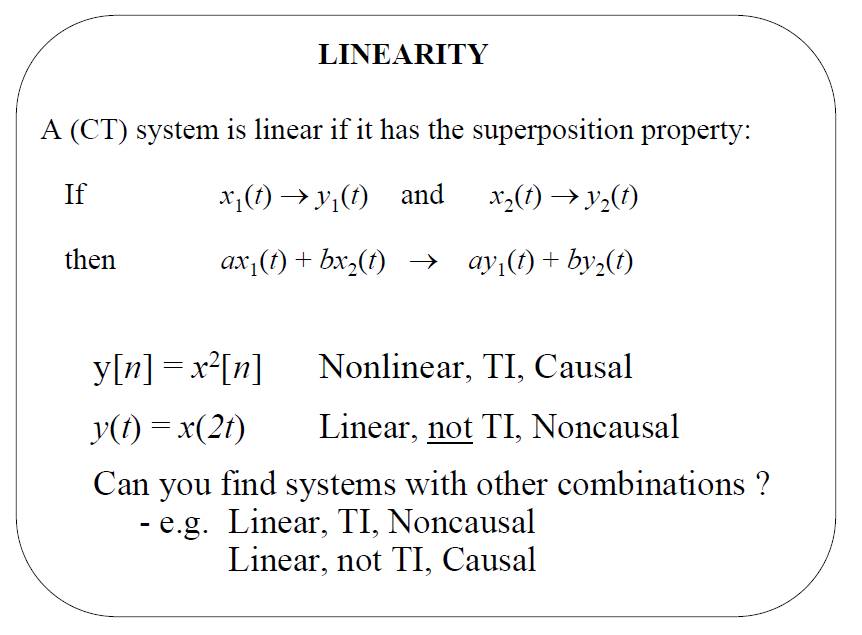 LINEARITY
A (CT) system is linear if it has the superposition property:
If x₁(t) → y₁(t) and x₂(t) → y₂(t)
then ax₁(t) + bx₂(t) → ay₁(t) + by₂(t)
y[n] = x²[n] Nonlinear, TI, Causal
y(t) = x(2t) Linear, not TI, Noncausal
Can you find systems with other combinations ?
- e.g. Linear, TI, Noncausal
Linear, not TI, Causal